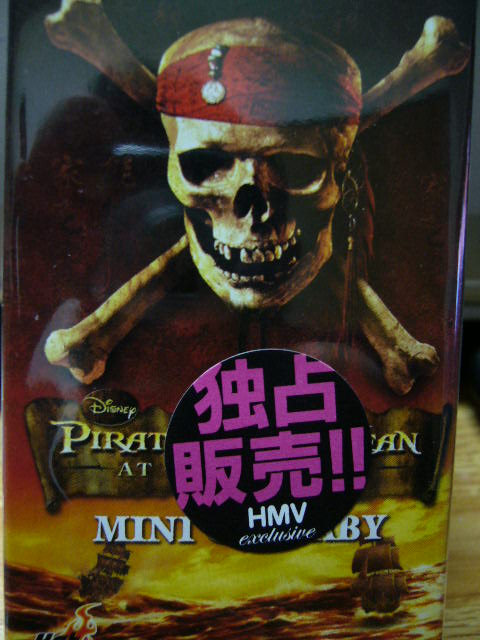 Disney
PIRAT EAN
AT
独占
販売!!
HMV
exclusive
MINI ABY